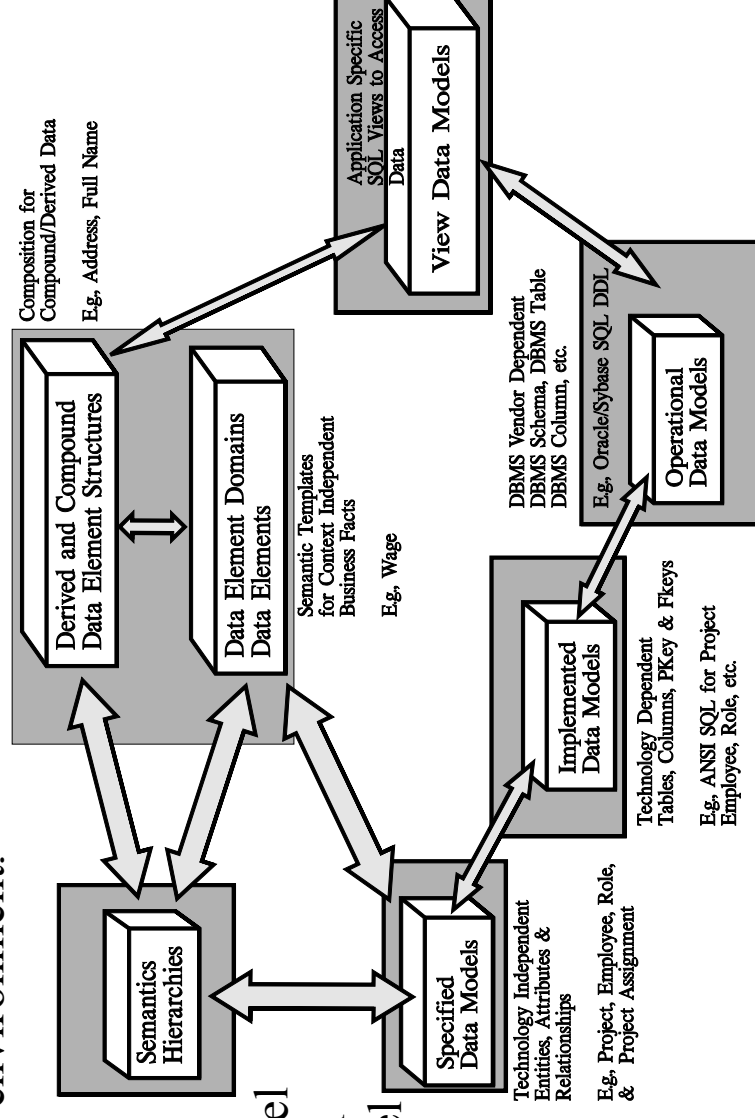 environment.
Composition for
Compound/Derived Data
E.g., Address, Full Name
Derived and Compound
Data Element Structures
Data Element Domains
Data Elements
Semantic Templates
for Context Independent
Business Facts
E.g., Wage
Semantics
Hierarchies
Application Specific
SQL Views to Access
Data
View Data Models
DBMS Vendor Dependent
DBMS Schema, DBMS Table
DBMS Column, etc.
E.g., Oracle/Sybase SQL DDL
Operational
Data Models
Implemented
Data Models
Technology Dependent
Tables, Columns, PKey & Fkeys
E.g., ANSI SQL for Project
Employee, Role, etc.
Specified
Data Models
Technology Independent
Entities, Attributes &
Relationships
E.g., Project, Employee, Role,
& Project Assignment
el
el